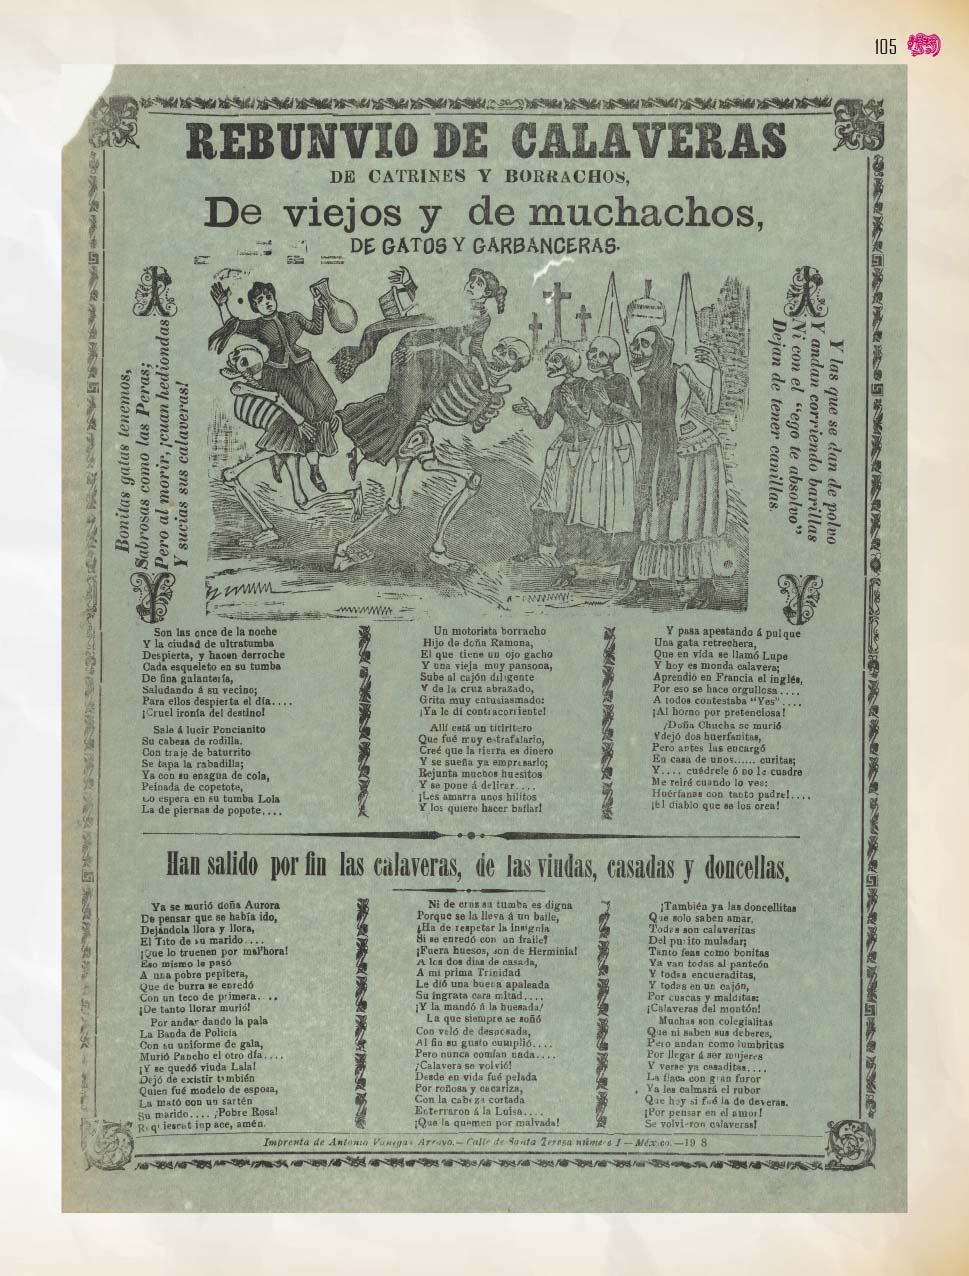 105
REBUNVIO DE CALAVERAS
DE CATRINES Y BORRACHOS,
De viejos y de muchachos,
DE GATOS Y GARBANCERAS.
Bonitas gatas tenemos,
Sabrosas como las Peras;
Pero al morir, ¡cuan hediondas
Y sucias sus calaveras!
Y las que se dan de polvo
Y andan corriendo barillas
Ni con el "ego te absolvo"
Dejan de tener canillas.
Son las once de la noche
Y la ciudad de ultratumba
Despierta, y hacen derroche
Cada esqueleto en su tumba
De fina galantería,
Saludando á su vecino;
Para ellos despierta el día....
¡Cruel ironía del destino!
Sale á lucir Poncianito
Su cabeza de rodilla.
Con traje de baturrito
Se tapa la rabadilla;
Ya con su enagua de cola,
Peinada de copetote,
Lo espera en su tumba Lola
La de piernas de popote....
Un motorista borracho
Hijo de doña Ramona,
El que tiene un ojo gacho
Y una vieja muy pansona,
Sube al cajón diligente
Y de la cruz abrazado,
Grita muy entusiasmado:
¡Ya le dí contracorriente!
Allí está un titiritero
Que fué muy estrafalario,
Creé que la tierra es dinero
Y se sueña ya empresario;
Rejunta muchos huesitos
Y se pone á delirar....
¡Les amarra unos hilitos
Y los quiere hacer bailar!
Y pasa apestando á pulque
Una gata retrechera,
Que en vida se llamó Lupe
Y hoy es monda calavera;
Aprendió en Francia el inglés,
Por eso se hace orgullosa....
A todos contestaba "Yes"....
¡Al horno por pretenciosa!
¡Doña Chucha se murió
Y dejó dos huerfanitas,
Pero antes las encargó
En casa de unos...... curitas;
Y.... cuádrele ó no le cuadre
Me reiré cuando lo ves:
Huérfanas con tanto padre!....
¡El diablo que se los crea!
Han salido por fin las calaveras, de las viudas, casadas y doncellas.
Ya se murió doña Aurora
De pensar que se había ido,
Dejándola llora y llora,
El Tito de su marido....
¡Que lo truenen por mal'hora!
Eso mismo le pasó
A una pobre pepitera,
Que de burra se enredó
Con un teco de primera....
¡De tanto llorar murió!
Por andar dando la pala
La Banda de Policía
Con su uniforme de gala,
Murió Pancho el otro día....
¡Y se quedó viuda Lala!
Dejó de existir también
Quien fué modelo de esposa,
La mató con un sartén
Su marido.... ¡Pobre Rosa!
Requiescat in pace, amén.
Ni de cruz su tumba es digna
Porque se la lleva á un baile,
¿Ha de respetar la insignia
Si se enredó con un fraile?
¡Fuera huesos, son de Herminia!
A los dos días de casada,
A mi prima Trinidad
Le dió una buena apaleada
Su ingrata cara mitad....
¡Y la mandó á la huesada!
La que siempre se soñó
Con velo de desposada,
Al fin su gusto cumplió....
Pero nunca comían nada....
¡Calavera se volvió!
Desde en vida fué pelada
Por roñosa y cacariza,
Con la cabeza cortada
Enterraron á la Luisa....
¡Que la quemen por malvada!
¡También ya las doncellitas
Que solo saben amar,
Todas son calaveritas
Del purito muladar;
Tanto feas como bonitas
Ya van todas al panteón
Y todas encueraditas,
Y todas en un cajón,
Por cuscas y malditas:
¡Calaveras del montón!
Muchas son colegialitas
Que ni saben sus deberes,
Pero andan como lumbritas
Por llegar á ser mujeres
Y verse ya casaditas....
La flaca con gran furor
Ya les calmará el rubor
Que hoy si fué la de deveras.
¡Por pensar en el amor!
Se volvieron calaveras!
Imprenta de Antonio Vanegas Arroyo.—Calle de Santa Teresa número 1—México.—19 8